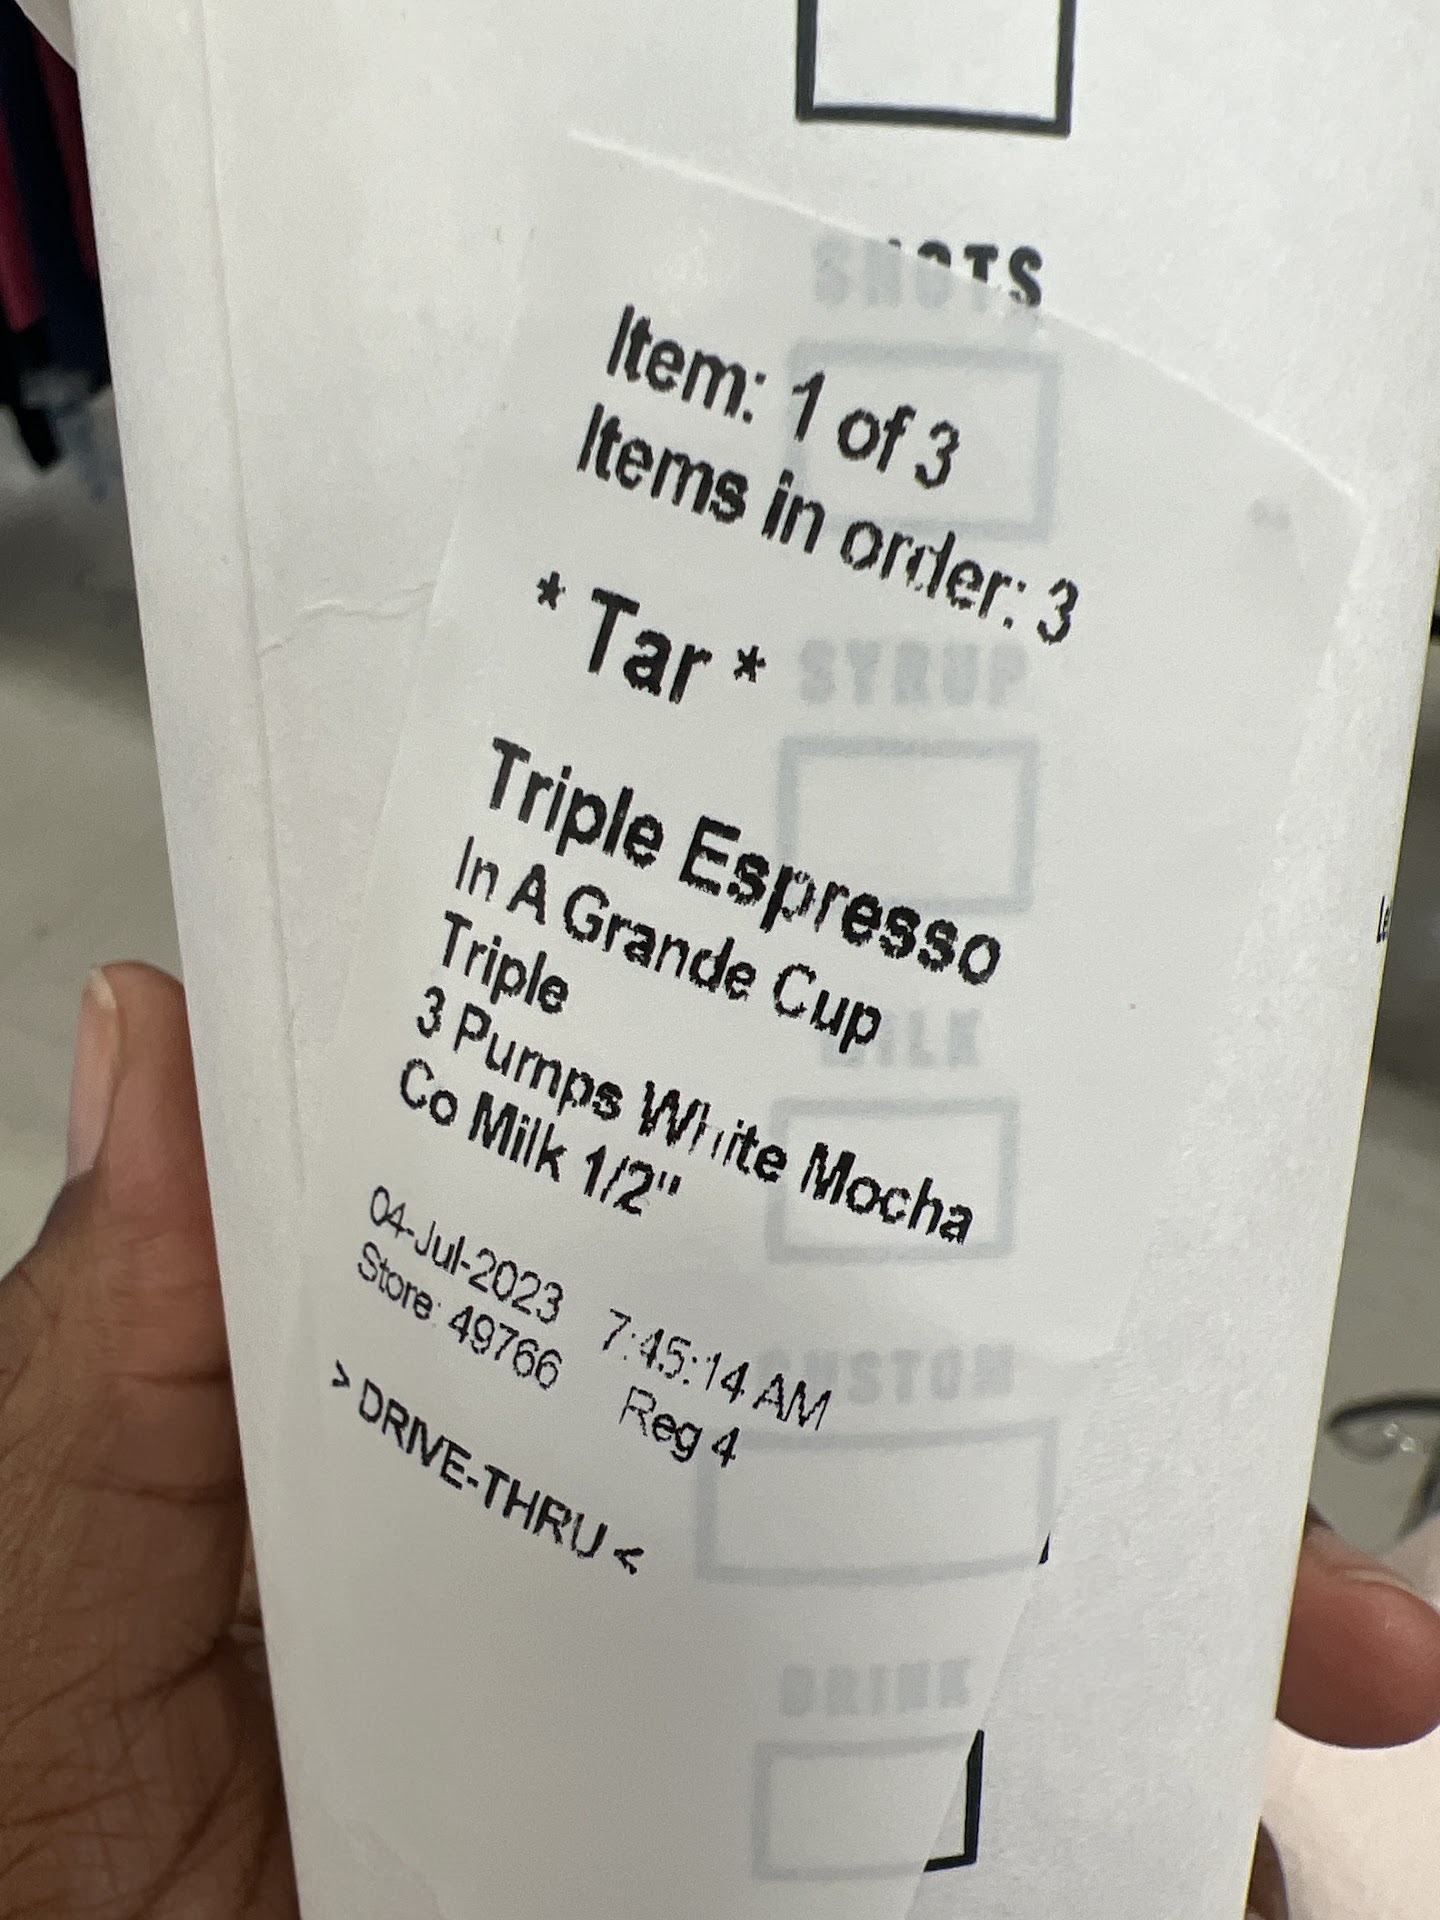 SHOTS
Item: 1 of 3
Items in order: 3
* Tar *
SYRUP
Triple Espresso
In A Grande Cup
Triple
MILK
3 Pumps White Mocha
Co Milk 1/2"
04-Jul-2023 7:45:14 AM
Store: 49766 Reg 4
CUSTOM
> DRIVE-THRU <
DRINK